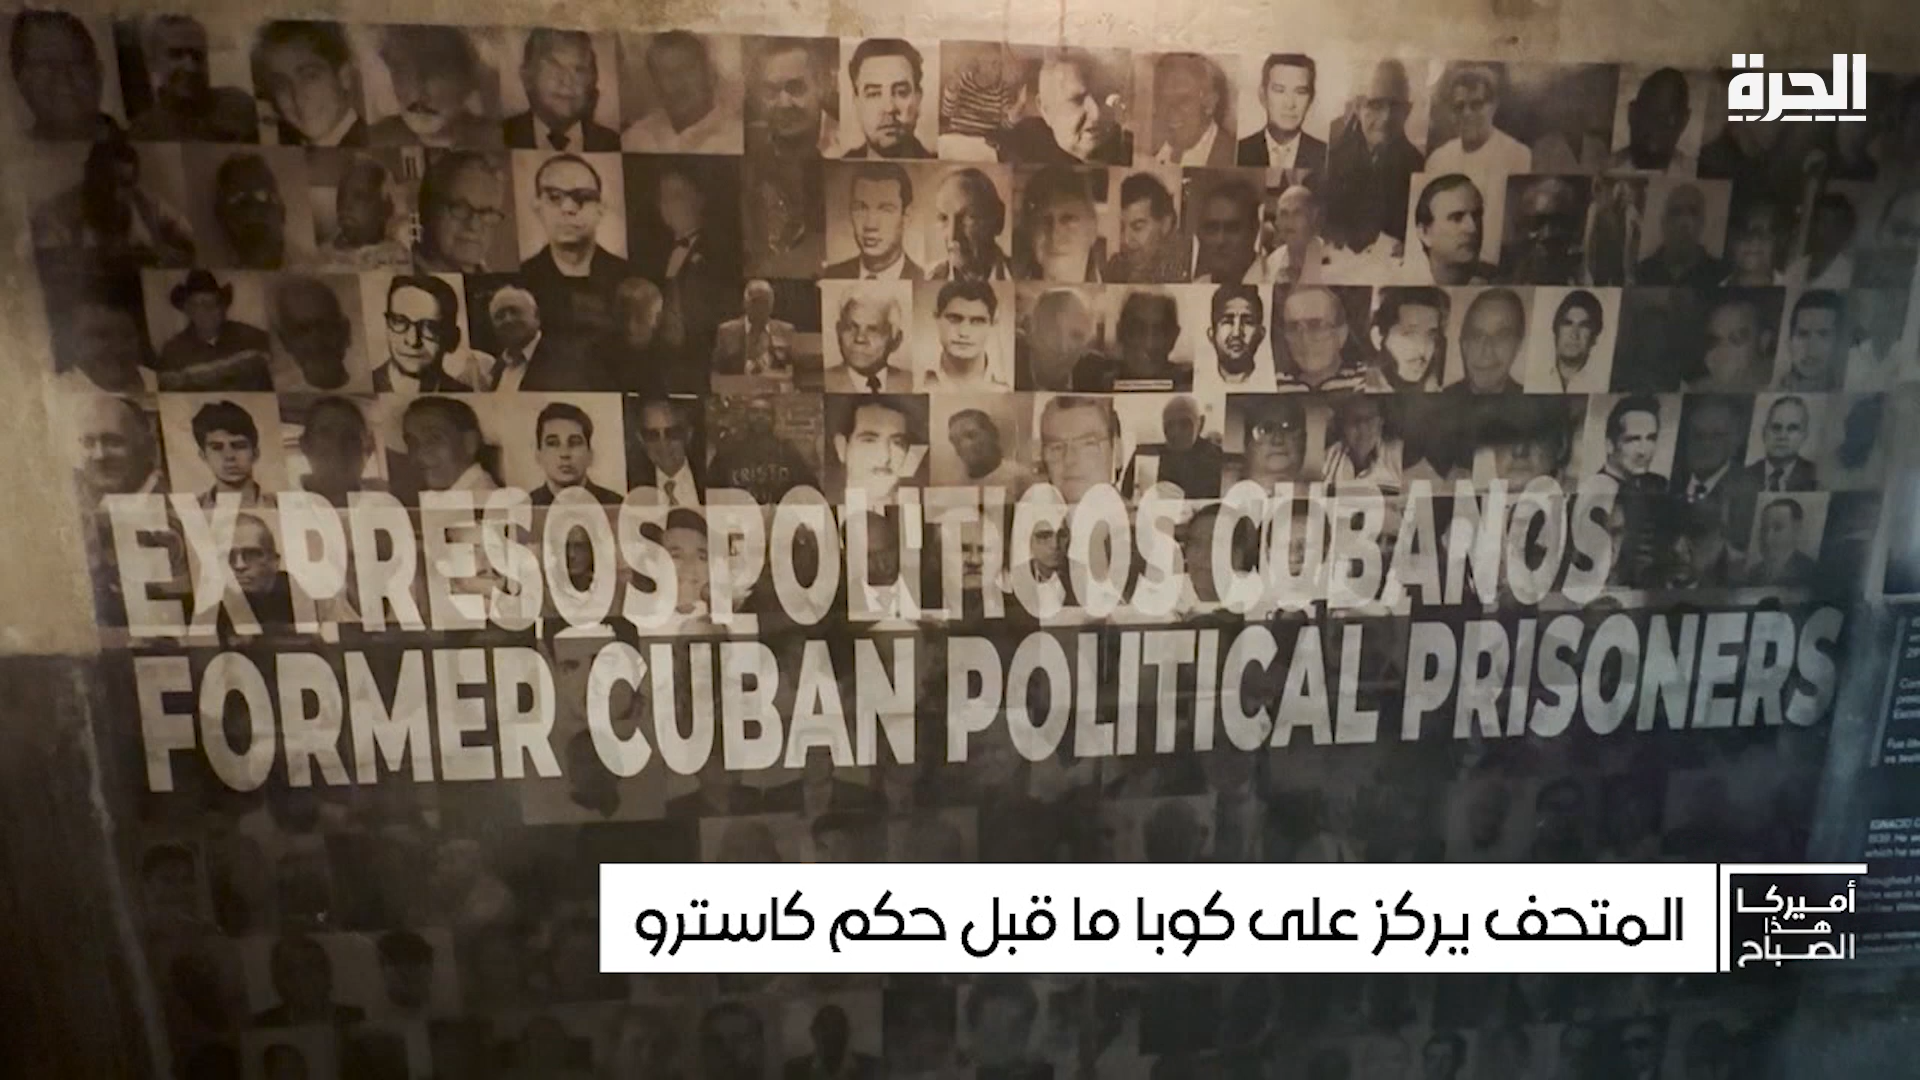 الحرة
KRISTO
EX PRESOS POLITICOS CUBANOS
FORMER CUBAN POLITICAL PRISONERS
المتحف يركز على كوبا ما قبل حكم كاسترو
أميركا
هذا
الصباح